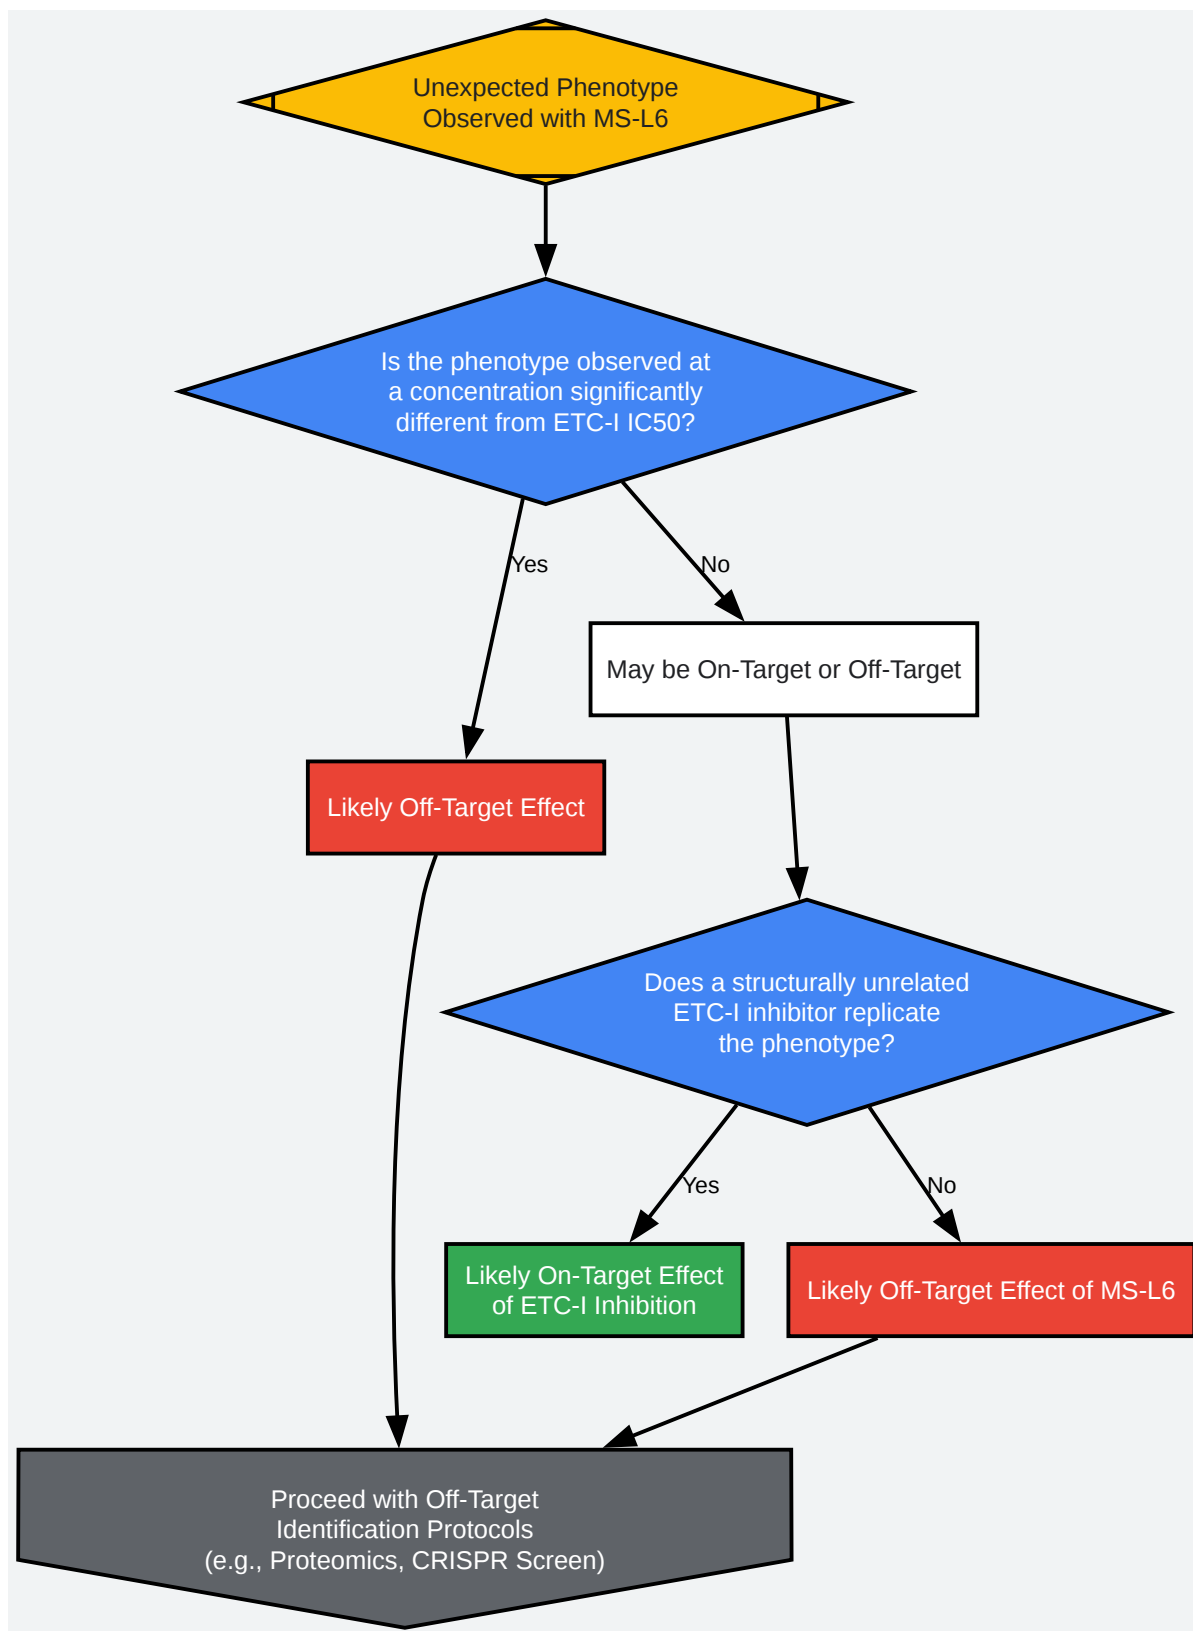 Unexpected Phenotype
Observed with MS-L6
Is the phenotype observed at
a concentration significantly
different from ETC-I IC50?
Yes
No
May be On-Target or Off-Target
Likely Off-Target Effect
Does a structurally unrelated
ETC-I inhibitor replicate
the phenotype?
Yes
No
Likely On-Target Effect
of ETC-I Inhibition
Likely Off-Target Effect of MS-L6
Proceed with Off-Target
Identification Protocols
(e.g., Proteomics, CRISPR Screen)